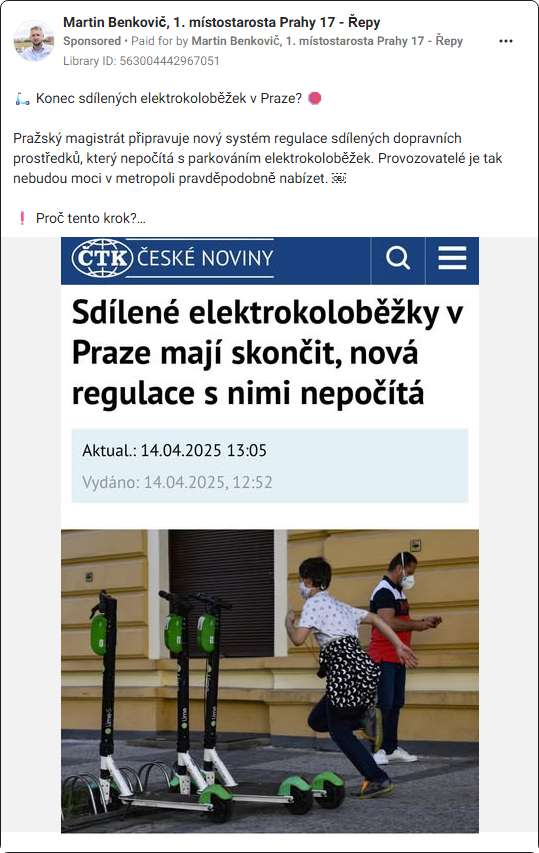 Martin Benkovič, 1. místostarosta Prahy 17 - Řepy
Sponsored • Paid for by Martin Benkovič, 1. místostarosta Prahy 17 - Řepy
Library ID: 563004442967051
🛴 Konec sdílených elektrokoloběžek v Praze? 🛑
Pražský magistrát připravuje nový systém regulace sdílených dopravních
prostředků, který nepočítá s parkováním elektrokoloběžek. Provozovatelé je tak
nebudou moci v metropoli pravděpodobně nabízet. ￼
❗ Proč tento krok?...
ČTK ČESKÉ NOVINY
Sdílené elektrokoloběžky v
Praze mají skončit, nová
regulace s nimi nepočítá
Aktual.: 14.04.2025 13:05
Vydáno: 14.04.2025, 12:52